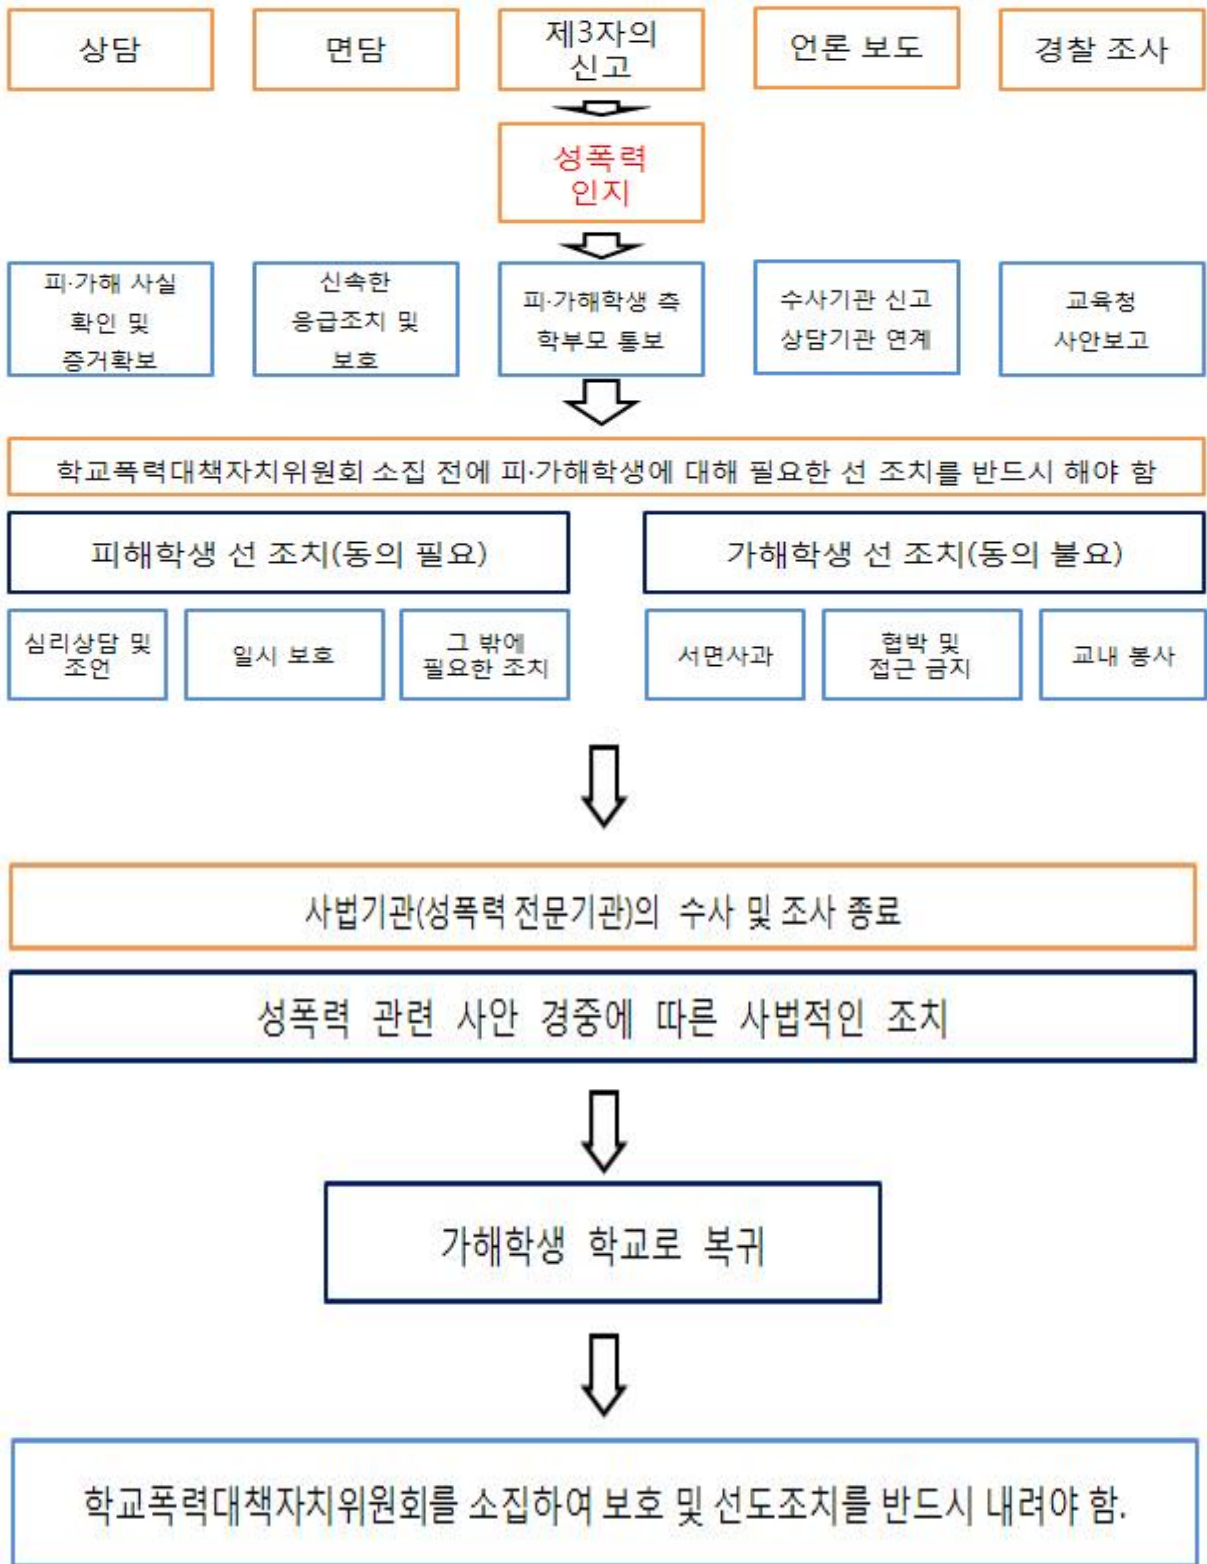 상담
면담
제3자의
신고
언론 보도
경찰 조사
성폭력
인지
피·가해 사실
확인 및
증거확보
신속한
응급조치 및
보호
피·가해학생 측
학부모 통보
수사기관 신고
상담기관 연계
교육청
사안보고
학교폭력대책자치위원회 소집 전에 피·가해학생에 대해 필요한 선 조치를 반드시 해야 함
피해학생 선 조치(동의 필요)
가해학생 선 조치(동의 불요)
심리상담 및
조언
일시 보호
그 밖에
필요한 조치
서면사과
협박 및
접근 금지
교내 봉사
사법기관(성폭력 전문기관)의 수사 및 조사 종료
성폭력 관련 사안 경중에 따른 사법적인 조치
가해학생 학교로 복귀
학교폭력대책자치위원회를 소집하여 보호 및 선도조치를 반드시 내려야 함.